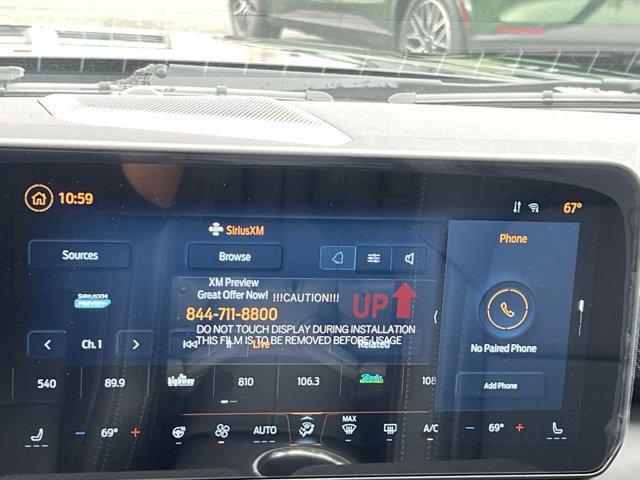 10:59
67°
SiriusXM
Phone
Sources
Browse
XM Preview
Great Offer Now!
!!!CAUTION!!!
UP
SIRIUSXM
PREVIEW
844-711-8800
DO NOT TOUCH DISPLAY DURING INSTALLATION
THIS FILM IS TO BE REMOVED BEFORE USAGE
Ch.1
Live
Related
No Paired Phone
540
89.9
highway
810
106.3
108
Add Phone
69°
AUTO
MAX
A/C
69°